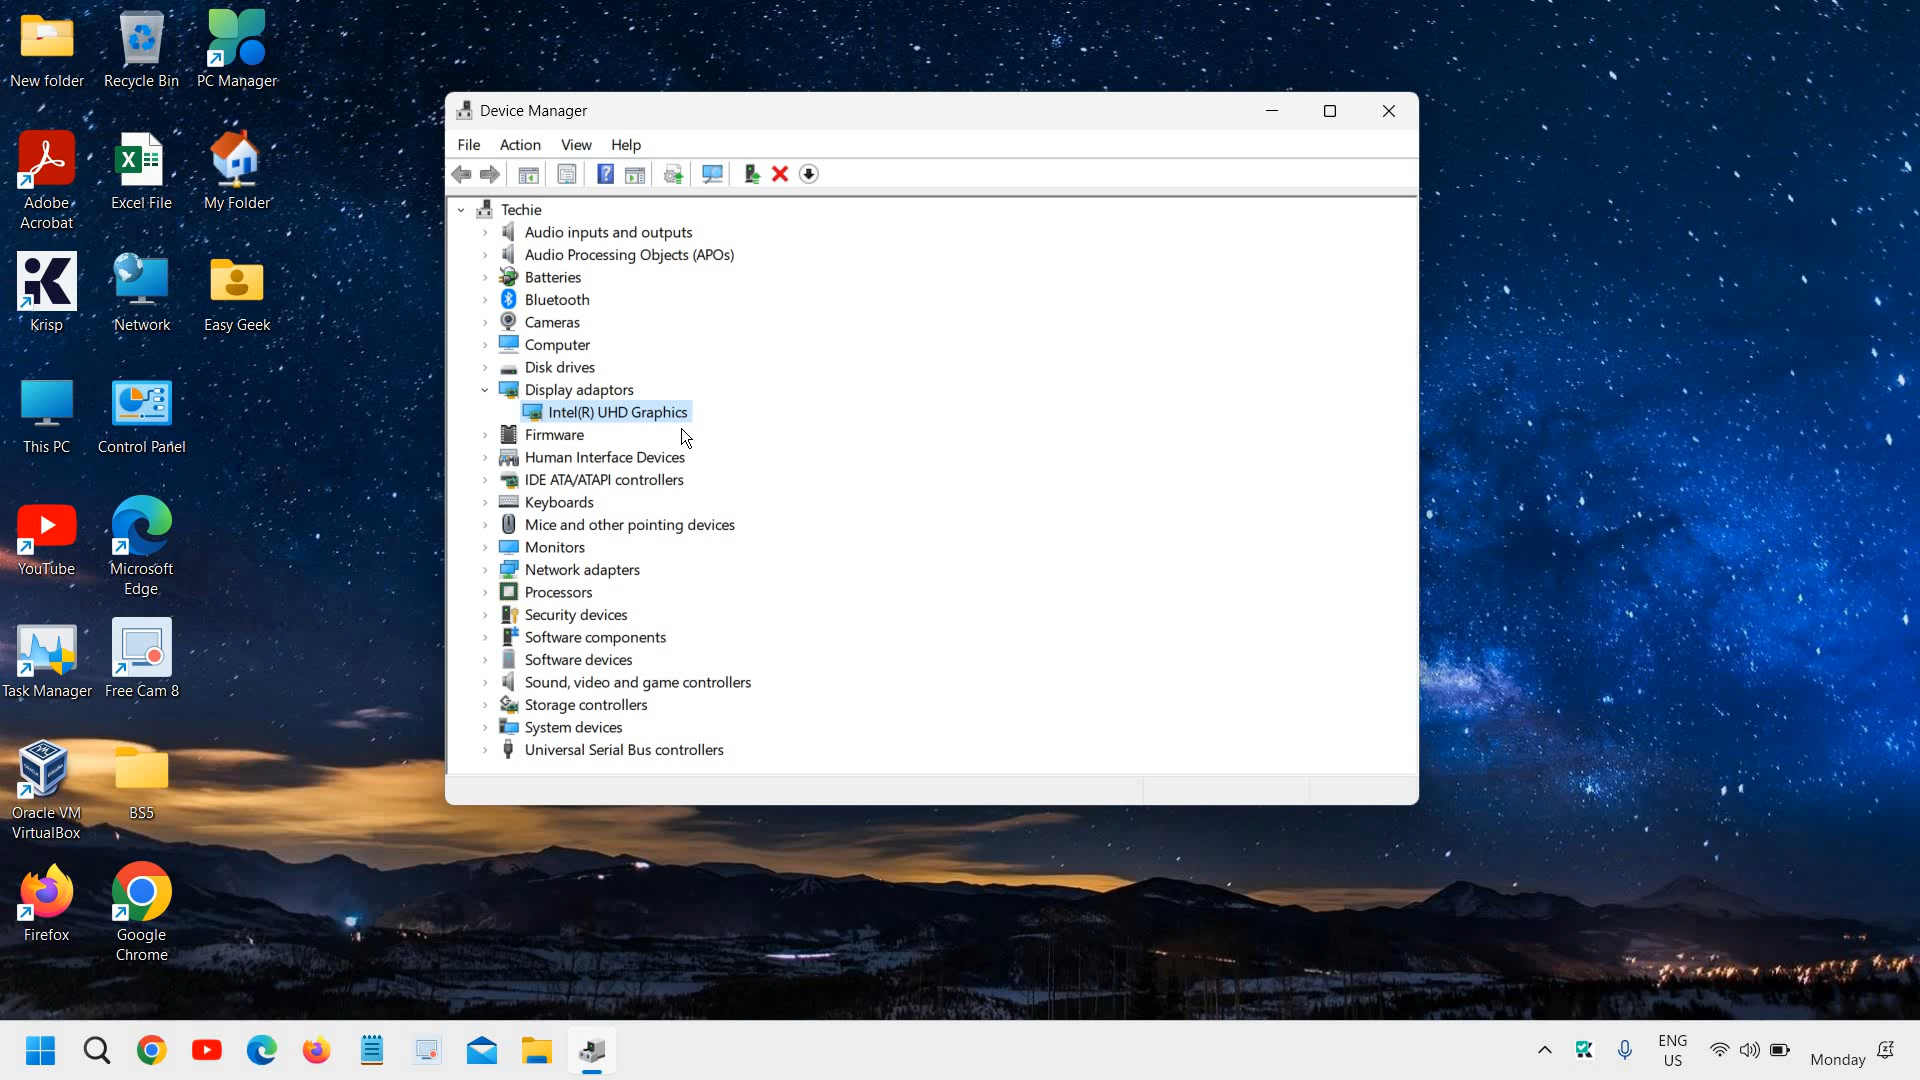 New folder
Recycle Bin
PC Manager
Adobe
Acrobat
Excel File
My Folder
Krisp
Network
Easy Geek
This PC
Control Panel
YouTube
Microsoft
Edge
Task Manager
Free Cam 8
Oracle VM
VirtualBox
BS5
Firefox
Google
Chrome
Device Manager
File Action View Help
Techie
Audio inputs and outputs
Audio Processing Objects (APOs)
Batteries
Bluetooth
Cameras
Computer
Disk drives
Display adaptors
Intel(R) UHD Graphics
Firmware
Human Interface Devices
IDE ATA/ATAPI controllers
Keyboards
Mice and other pointing devices
Monitors
Network adapters
Processors
Security devices
Software components
Software devices
Sound, video and game controllers
Storage controllers
System devices
Universal Serial Bus controllers
ENG
US
Monday